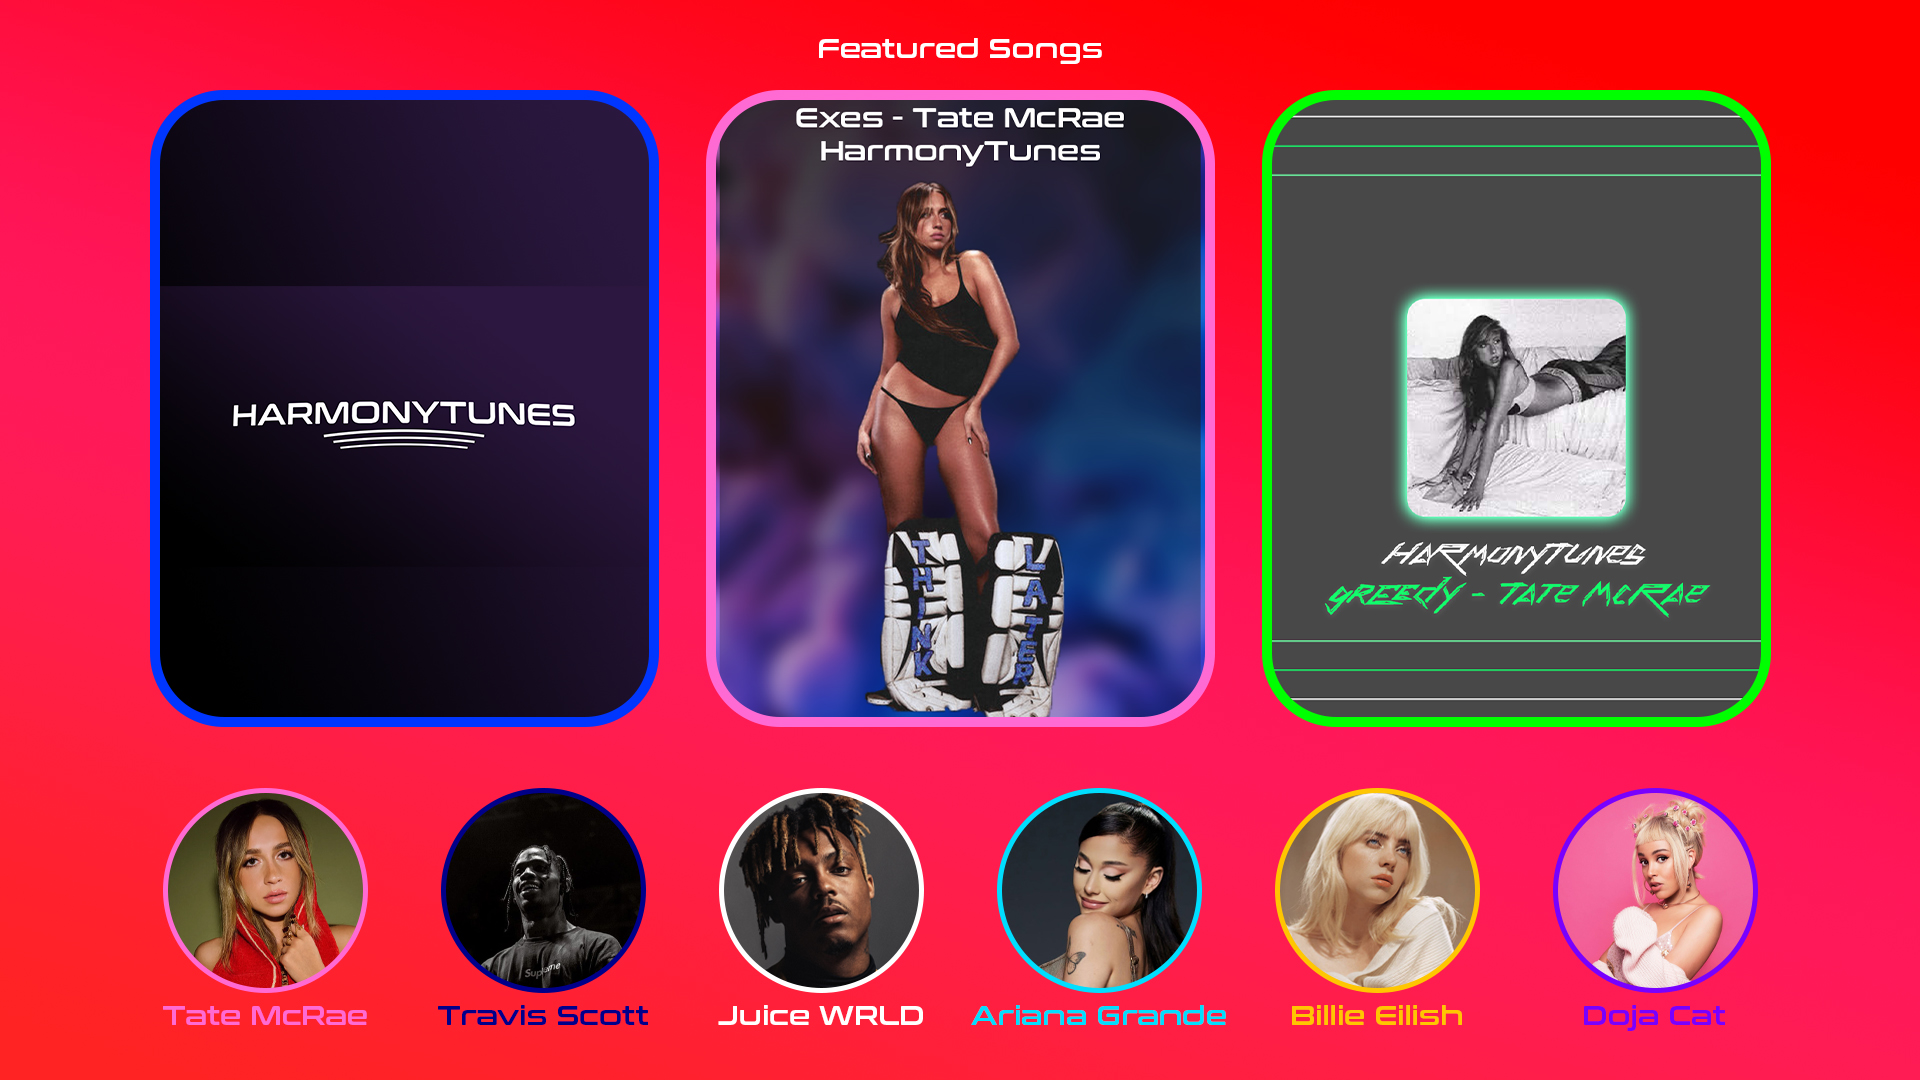 Featured Songs
HARMONYTUNES
Exes - Tate McRae
HarmonyTunes
THINK
LATER
HarmonyTunes
greedy - Tate McRae
Supreme
Tate McRae
Travis Scott
Juice WRLD
Ariana Grande
Billie Eilish
Doja Cat